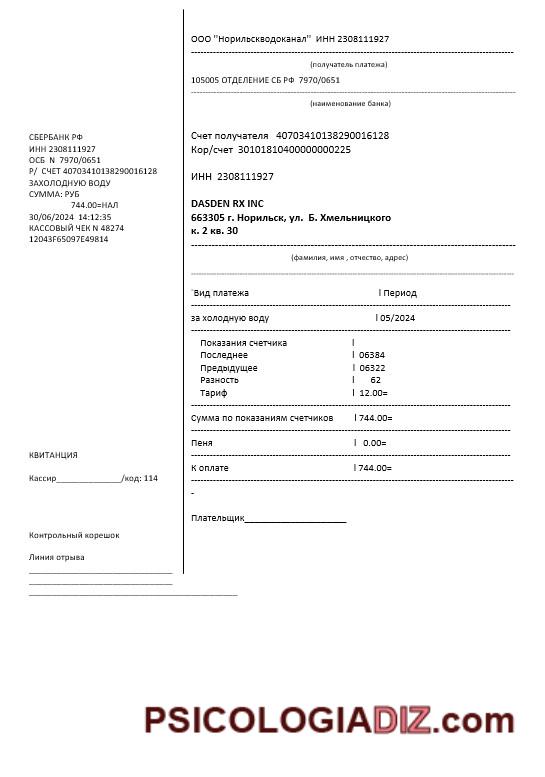 СБЕРБАНК РФ
ИНН 2308111927
ОСБ N 7970/0651
Р/ СЧЕТ 40703410138290016128
ЗАХОЛОДНУЮ ВОДУ
СУММА: РУБ
744.00=НАЛ
30/06/2024 14:12:35
КАССОВЫЙ ЧЕК N 48274
12043F65097E49814
КВИТАНЦИЯ
Кассир______________/код: 114
Контрольный корешок
Линия отрыва
ООО "Норильскводоканал" ИНН 2308111927
(получатель платежа)
105005 ОТДЕЛЕНИЕ СБ РФ 7970/0651
(наименование банка)
Счет получателя 40703410138290016128
Кор/счет 30101810400000000225
ИНН 2308111927
DASDEN RX INC
663305 г. Норильск, ул. Б. Хмельницкого
к. 2 кв. 30
(фамилия, имя , отчество, адрес)
`Вид платежа l Период
за холодную воду l 05/2024
Показания счетчика l
Последнее l 06384
Предыдущее l 06322
Разность l 62
Тариф l 12.00=
Сумма по показаниям счетчиков l 744.00=
Пеня l 0.00=
К оплате l 744.00=
-
Плательщик____________________
PSICOLOGIADIZ.com